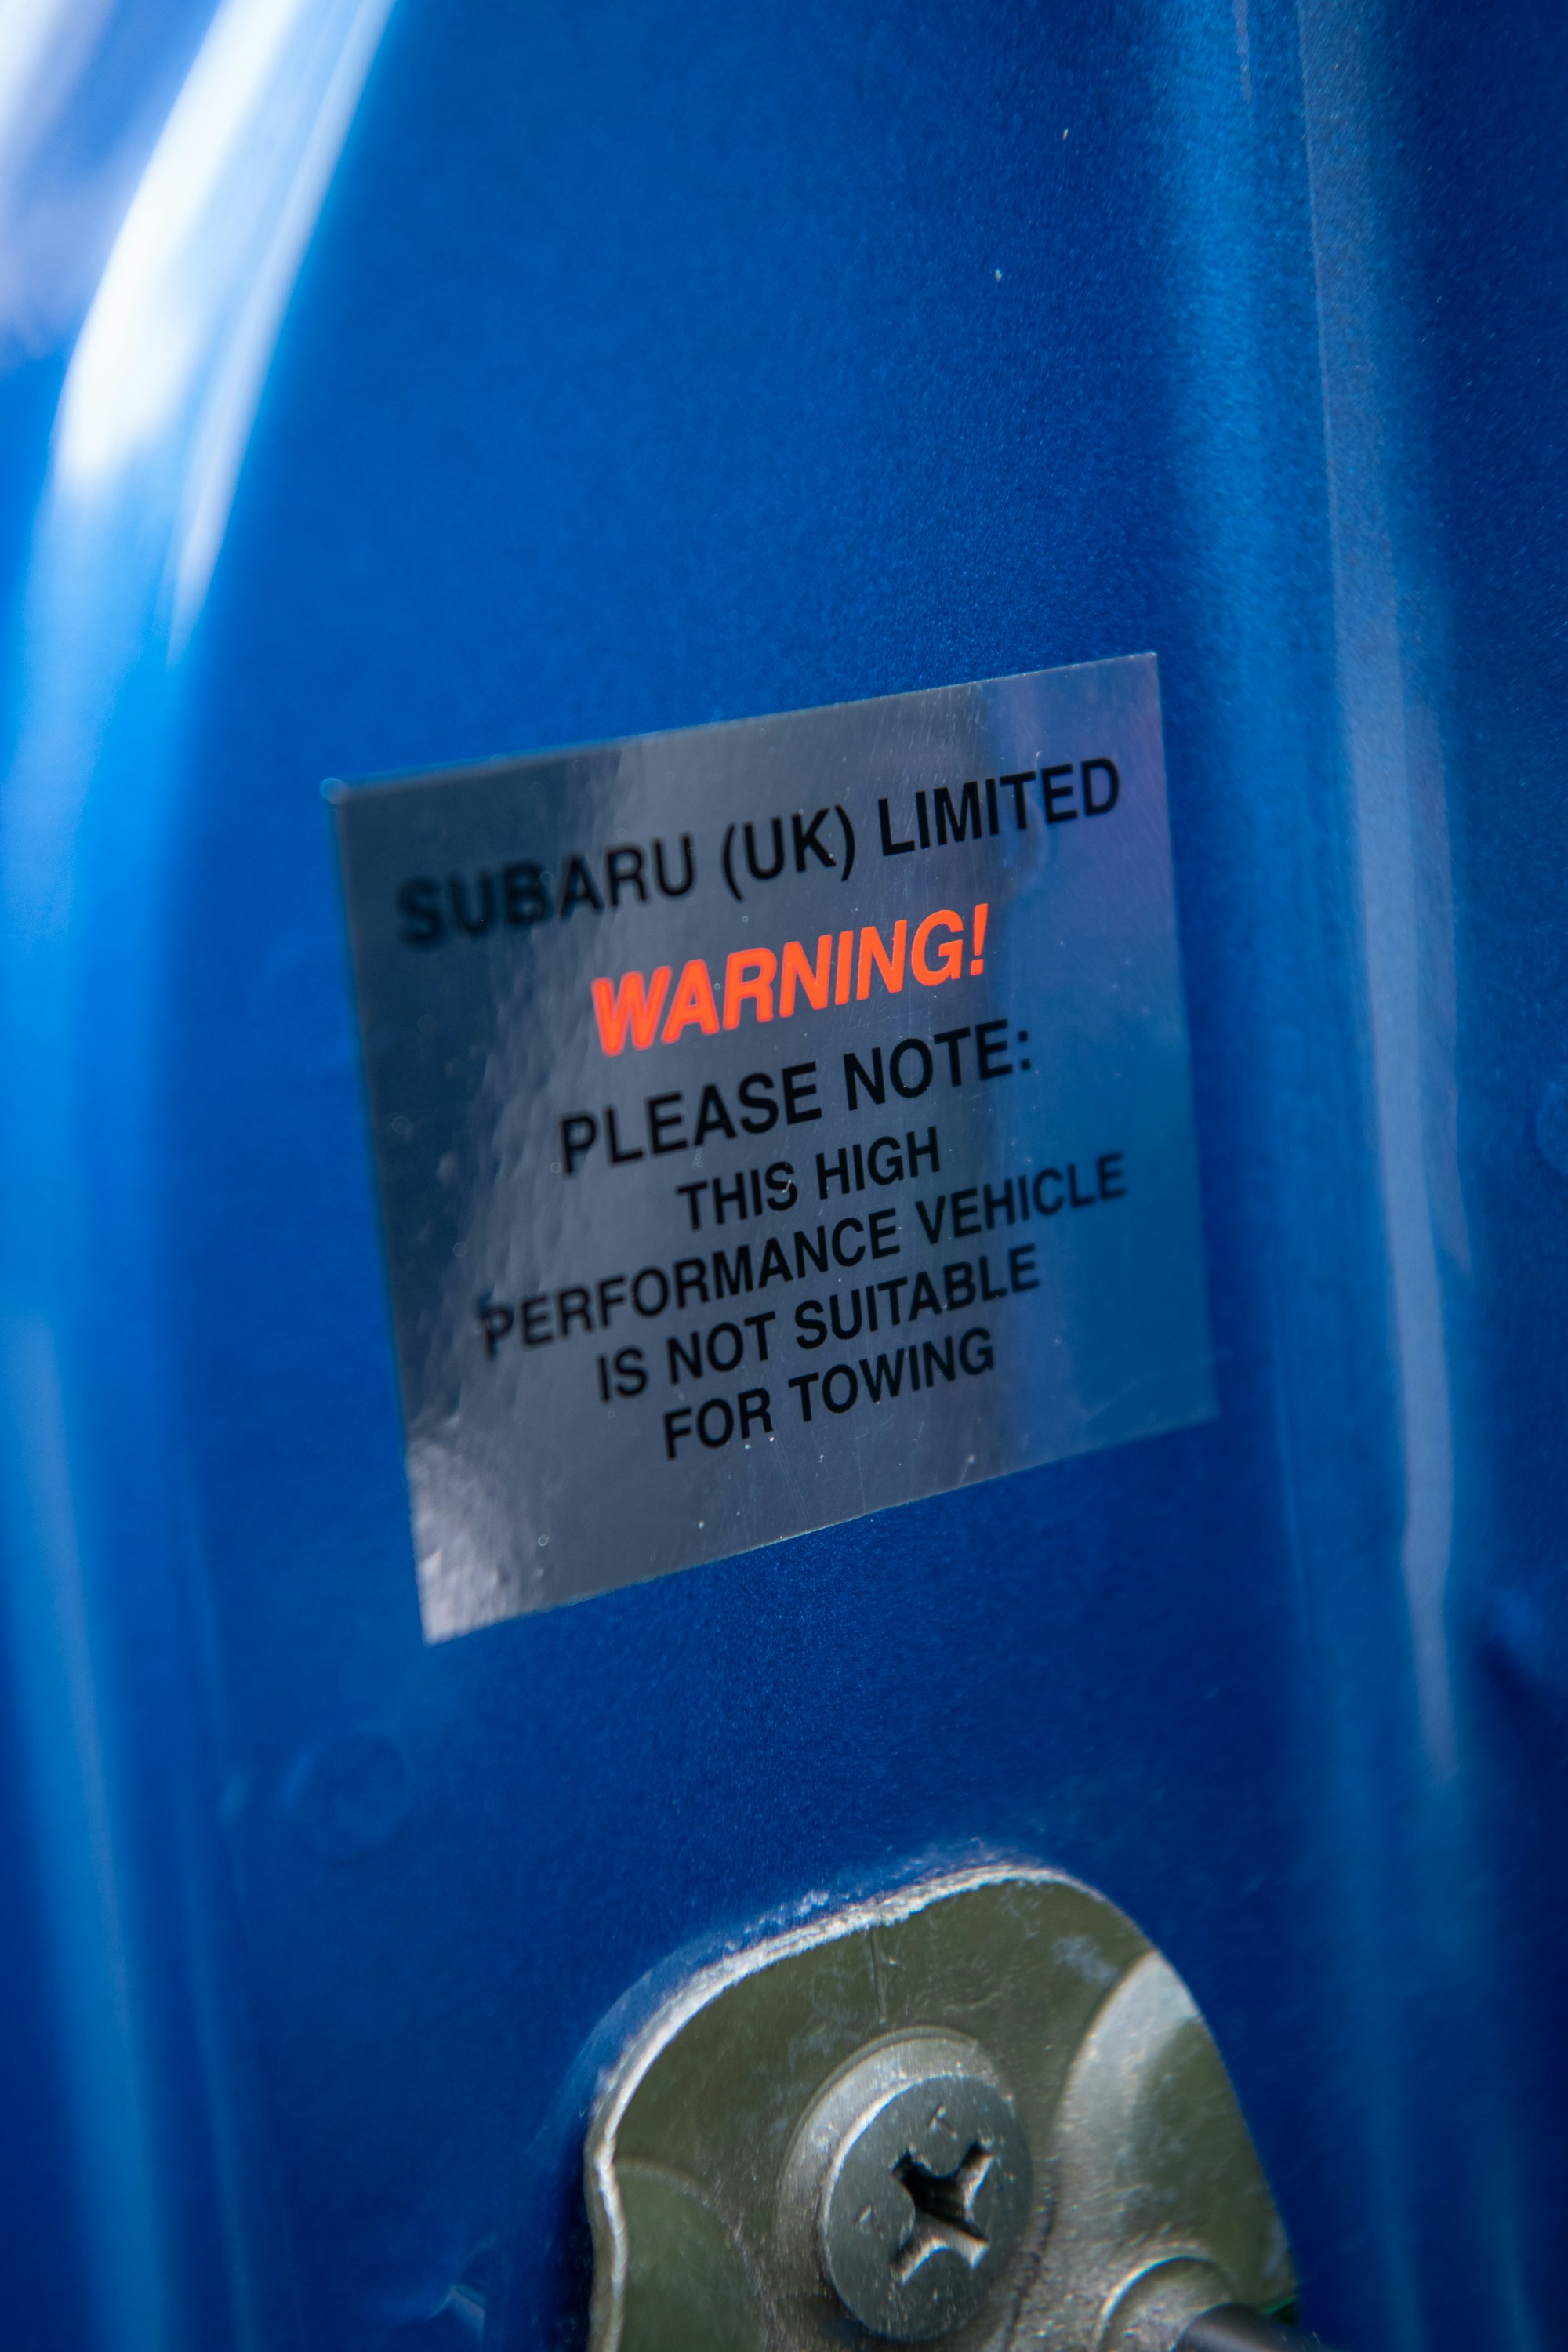 SUBARU (UK) LIMITED
WARNING!
PLEASE NOTE:
THIS HIGH
PERFORMANCE VEHICLE
IS NOT SUITABLE
FOR TOWING